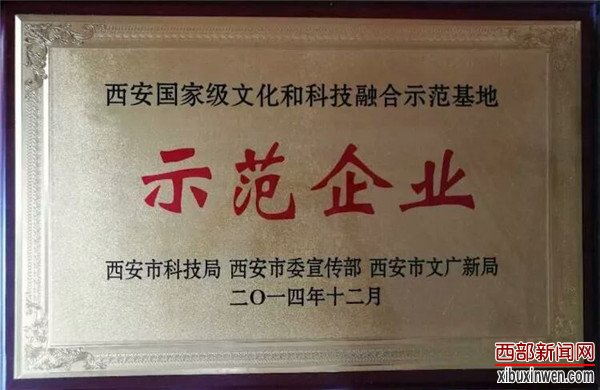 西安国家级文化和科技融合示范基地
示范企业
西安市科技局 西安市委宣传部 西安市文广新局
二〇一四年十二月
西部新闻网
xibuxinwen.com